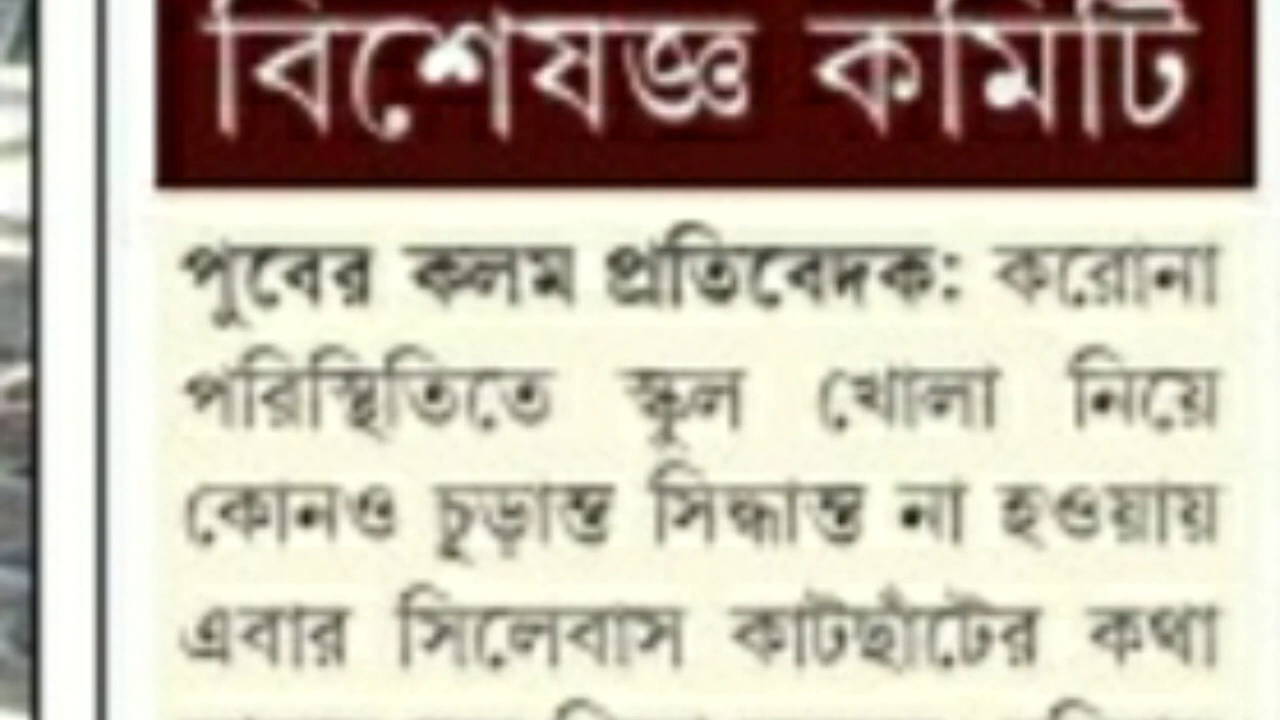 বিশেষজ্ঞ কমিটি
পুবের কলম প্রতিবেদক: করোনা
পরিস্থিতিতে স্কুল খোলা নিয়ে
কোনও চূড়ান্ত সিদ্ধান্ত না হওয়ায়
এবার সিলেবাস কাটছাঁটের কথা